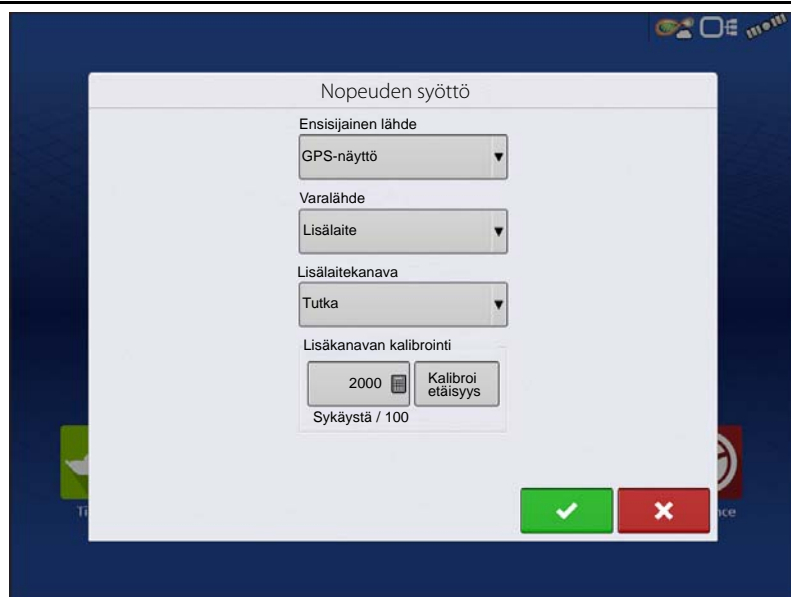 Nopeuden syöttö
Ensisijainen lähde
GPS-näyttö
Varalähde
Lisälaite
Lisälaitekanava
Tutka
Lisäkanavan kalibrointi
2000
Kalibroi
etäisyys
Sykäystä / 100